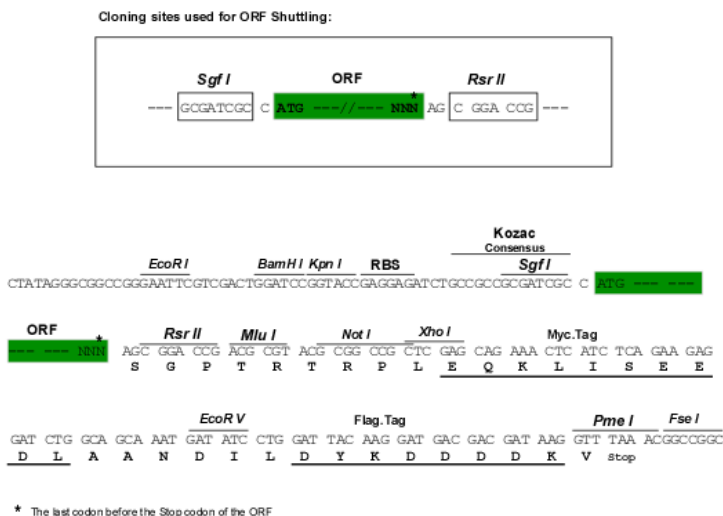 Cloning sites used for ORF Shuttling:
Sgf I ORF Rsr II
*
--- GCGATCGC C ATG ---//--- NNN AG C GGA CCG ---
Kozac
Consensus
EcoR I BamH I Kpn I RBS Sgf I
CTATAGGGCGGCCGGGAATTCGTCGACTGGATCCGGTACCGAGGAGATCTGCCGCCGCGATCGC C ATG --- ---
ORF Rsr II Mlu I Not I Xho I Myc.Tag
*
--- --- NNN AGC GGA CCG ACG CGT ACG CGG CCG CTC GAG CAG AAA CTC ATC TCA GAA GAG
S G P T R T R P L E Q K L I S E E
EcoR V Flag.Tag Pme I Fse I
GAT CTG GCA GCA AAT GAT ATC CTG GAT TAC AAG GAT GAC GAC GAT AAG GTT TAA ACGGCCGGC
D L A A N D I L D Y K D D D D K V Stop
* The last codon before the Stop codon of the ORF